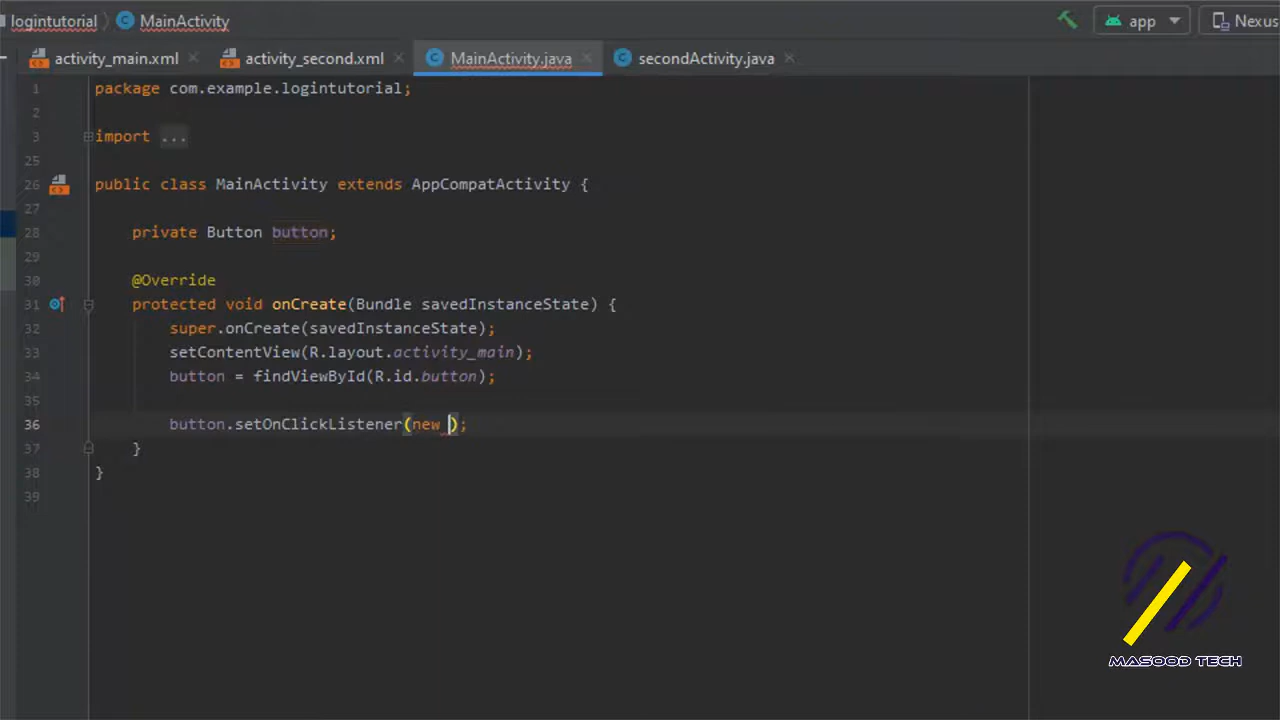 logintutorial MainActivity app Nexus
activity_main.xml activity_second.xml MainActivity.java secondActivity.java
1 package com.example.logintutorial;
2
3 import ...
25
26 public class MainActivity extends AppCompatActivity {
27
28 private Button button;
29
30 @Override
31 protected void onCreate(Bundle savedInstanceState) {
32 super.onCreate(savedInstanceState);
33 setContentView(R.layout.activity_main);
34 button = findViewById(R.id.button);
35
36 button.setOnClickListener(new );
37 }
38 }
39
MASOOD TECH